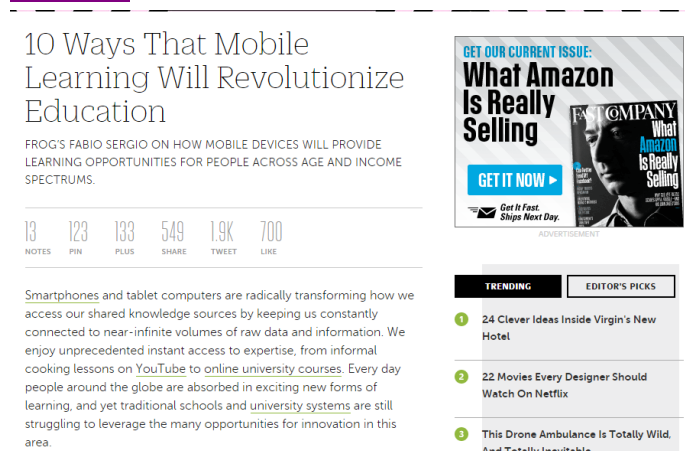 10 Ways That Mobile
Learning Will Revolutionize
Education
FROG'S FABIO SERGIO ON HOW MOBILE DEVICES WILL PROVIDE
LEARNING OPPORTUNITIES FOR PEOPLE ACROSS AGE AND INCOME
SPECTRUMS.
13 123 133 549 1.9K 700
NOTES PIN PLUS SHARE TWEET LIKE
Smartphones and tablet computers are radically transforming how we
access our shared knowledge sources by keeping us constantly
connected to near-infinite volumes of raw data and information. We
enjoy unprecedented instant access to expertise, from informal
cooking lessons on YouTube to online university courses. Every day
people around the globe are absorbed in exciting new forms of
learning, and yet traditional schools and university systems are still
struggling to leverage the many opportunities for innovation in this
area.
GET OUR CURRENT ISSUE:
What Amazon
Is Really
Selling
GET IT NOW
Get It Fast.
Ships Next Day.
FAST COMPANY
What
Amazon
Is Really
Selling
ADVERTISEMENT
TRENDING EDITOR'S PICKS
1 24 Clever Ideas Inside Virgin's New
Hotel
2 22 Movies Every Designer Should
Watch On Netflix
3 This Drone Ambulance Is Totally Wild,
And Totally Inevitable